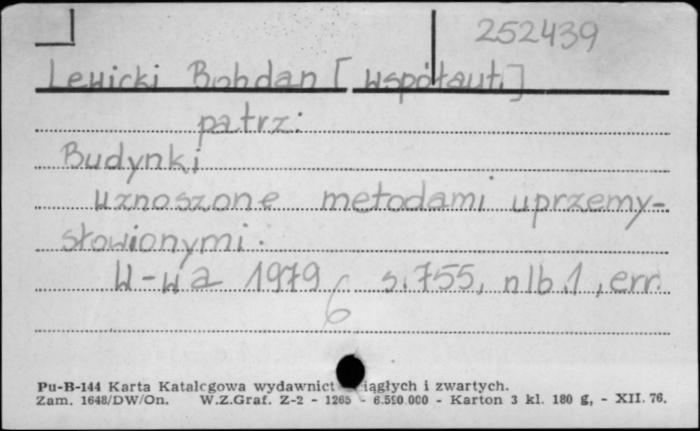 252439
Lewicki Bohdan [współaut.]
patrz:
Budynki
wznoszone metodami uprzemy-
słowionymi.
W-wa 1979 s. 755, nlb. 1, err.
6
Pu-B-144 Karta Katalogowa wydawnict ciągłych i zwartych.
Zam. 1648/DW/On. W.Z.Graf. Z-2 - 1265 - 6.590.000 - Karton 3 kl. 180 g, - XII. 76.